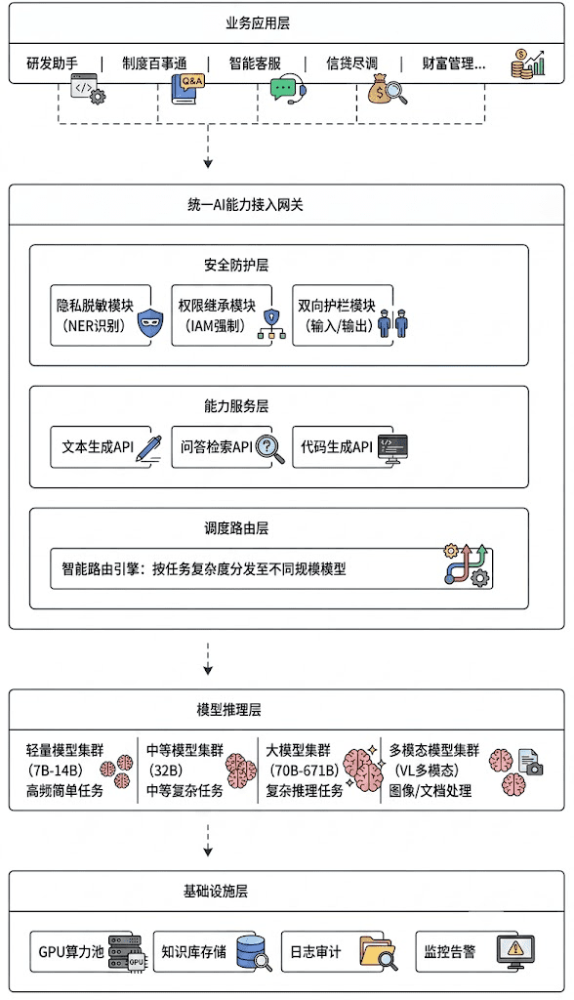 业务应用层
研发助手 | 制度百事通 | 智能客服 | 信贷尽调 | 财富管理...
</>
Q&A
$
$
统一AI能力接入网关
安全防护层
隐私脱敏模块
（NER识别）
权限继承模块
（IAM强制）
双向护栏模块
（输入/输出）
能力服务层
文本生成API
问答检索API
?
代码生成API
</>
调度路由层
智能路由引擎：按任务复杂度分发至不同规模模型
模型推理层
轻量模型集群
（7B-14B）
高频简单任务
中等模型集群
（32B）
中等复杂任务
大模型集群
（70B-671B）
复杂推理任务
多模态模型集群
（VL多模态）
图像/文档处理
基础设施层
GPU算力池
GPU
知识库存储
日志审计
监控告警